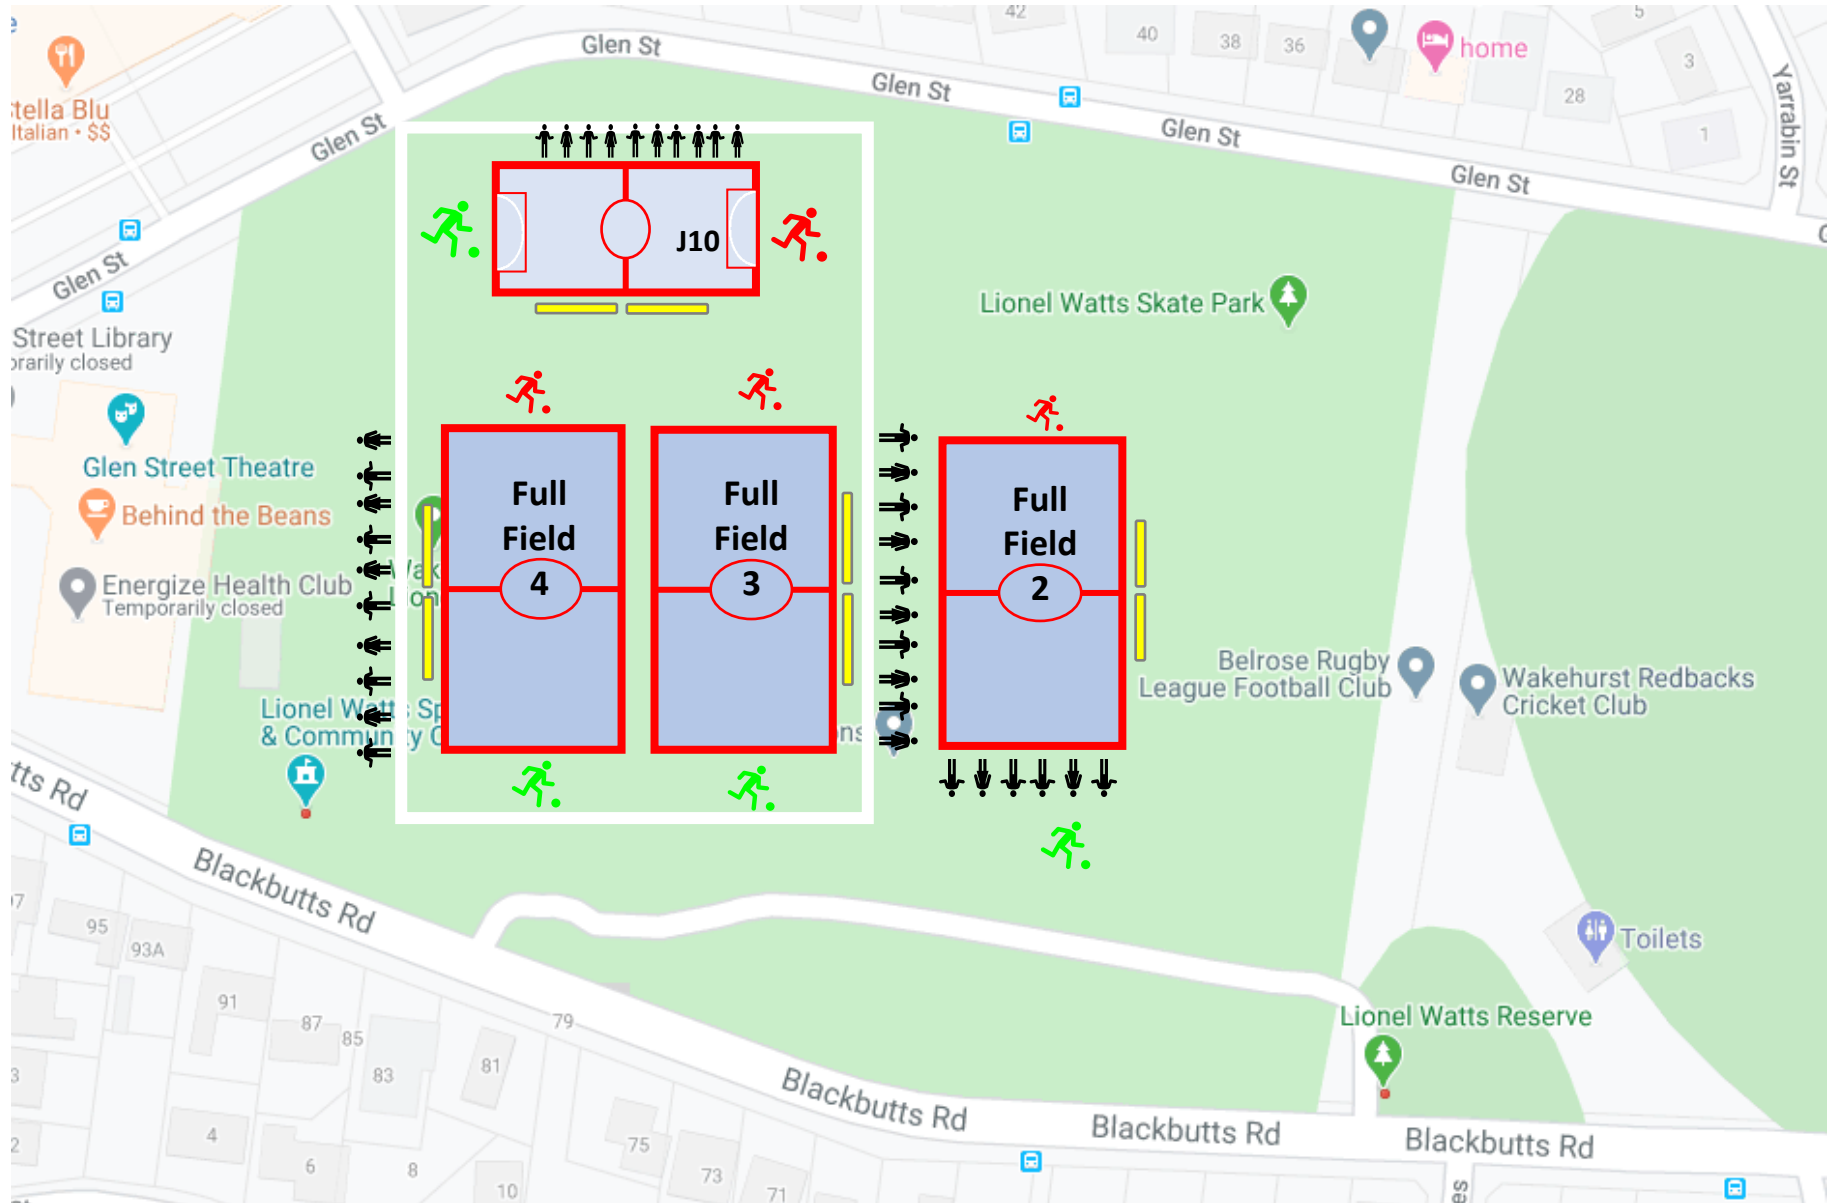 42
5
Glen St
40
38
36
home
3
Stella Blu
Italian • $$
Glen St
28
Yarrabin St
1
Glen St
Glen St
Glen St
J10
Glen St
Lionel Watts Skate Park
Street Library
Glen Street Theatre
Full
Field
4
Full
Field
3
Full
Field
2
Behind the Beans
Energize Health Club
Temporarily closed
Belrose Rugby
League Football Club
Wakehurst Redbacks
Cricket Club
Lionel Watts Sp
& Community C
Blackbutts Rd
95
93A
Toilets
91
87
85
79
Lionel Watts Reserve
83
81
Blackbutts Rd
Blackbutts Rd
Blackbutts Rd
4
75
6
8
73
10
71